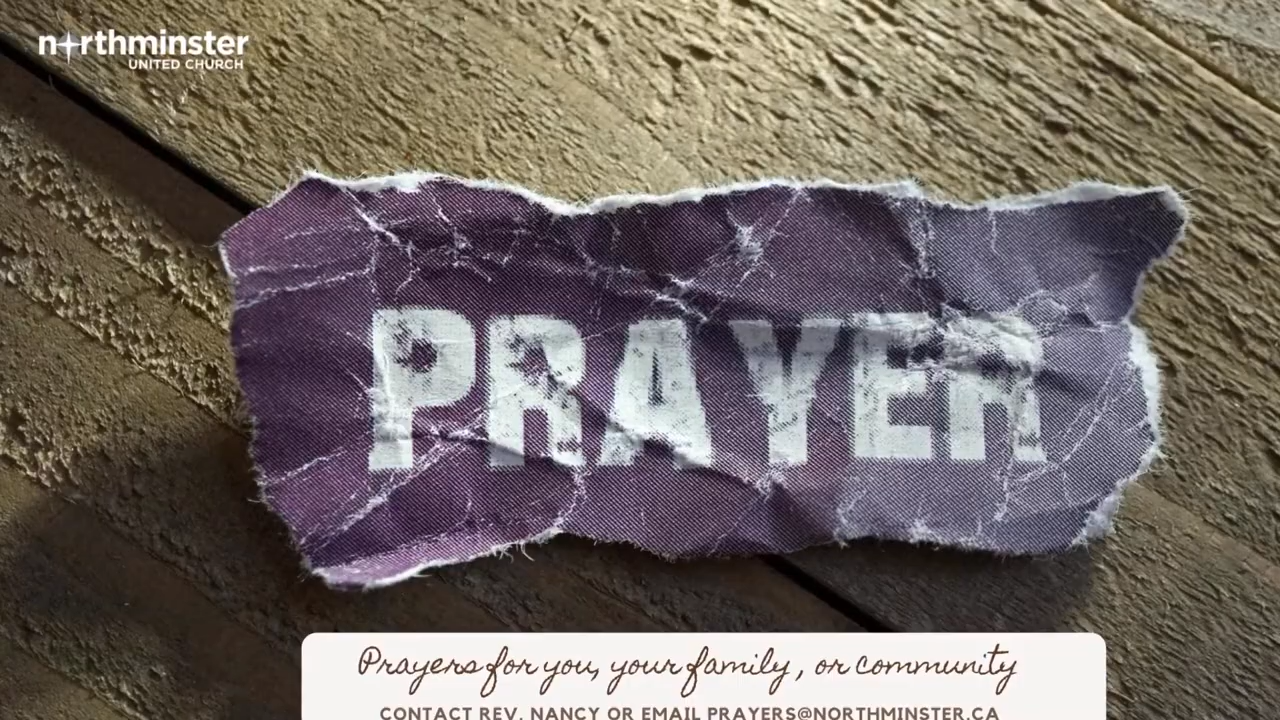 northminster
UNITED CHURCH
PRAYER
Prayers for you, your family, or community
CONTACT REV. NANCY OR EMAIL PRAYERS@NORTHMINSTER.CA